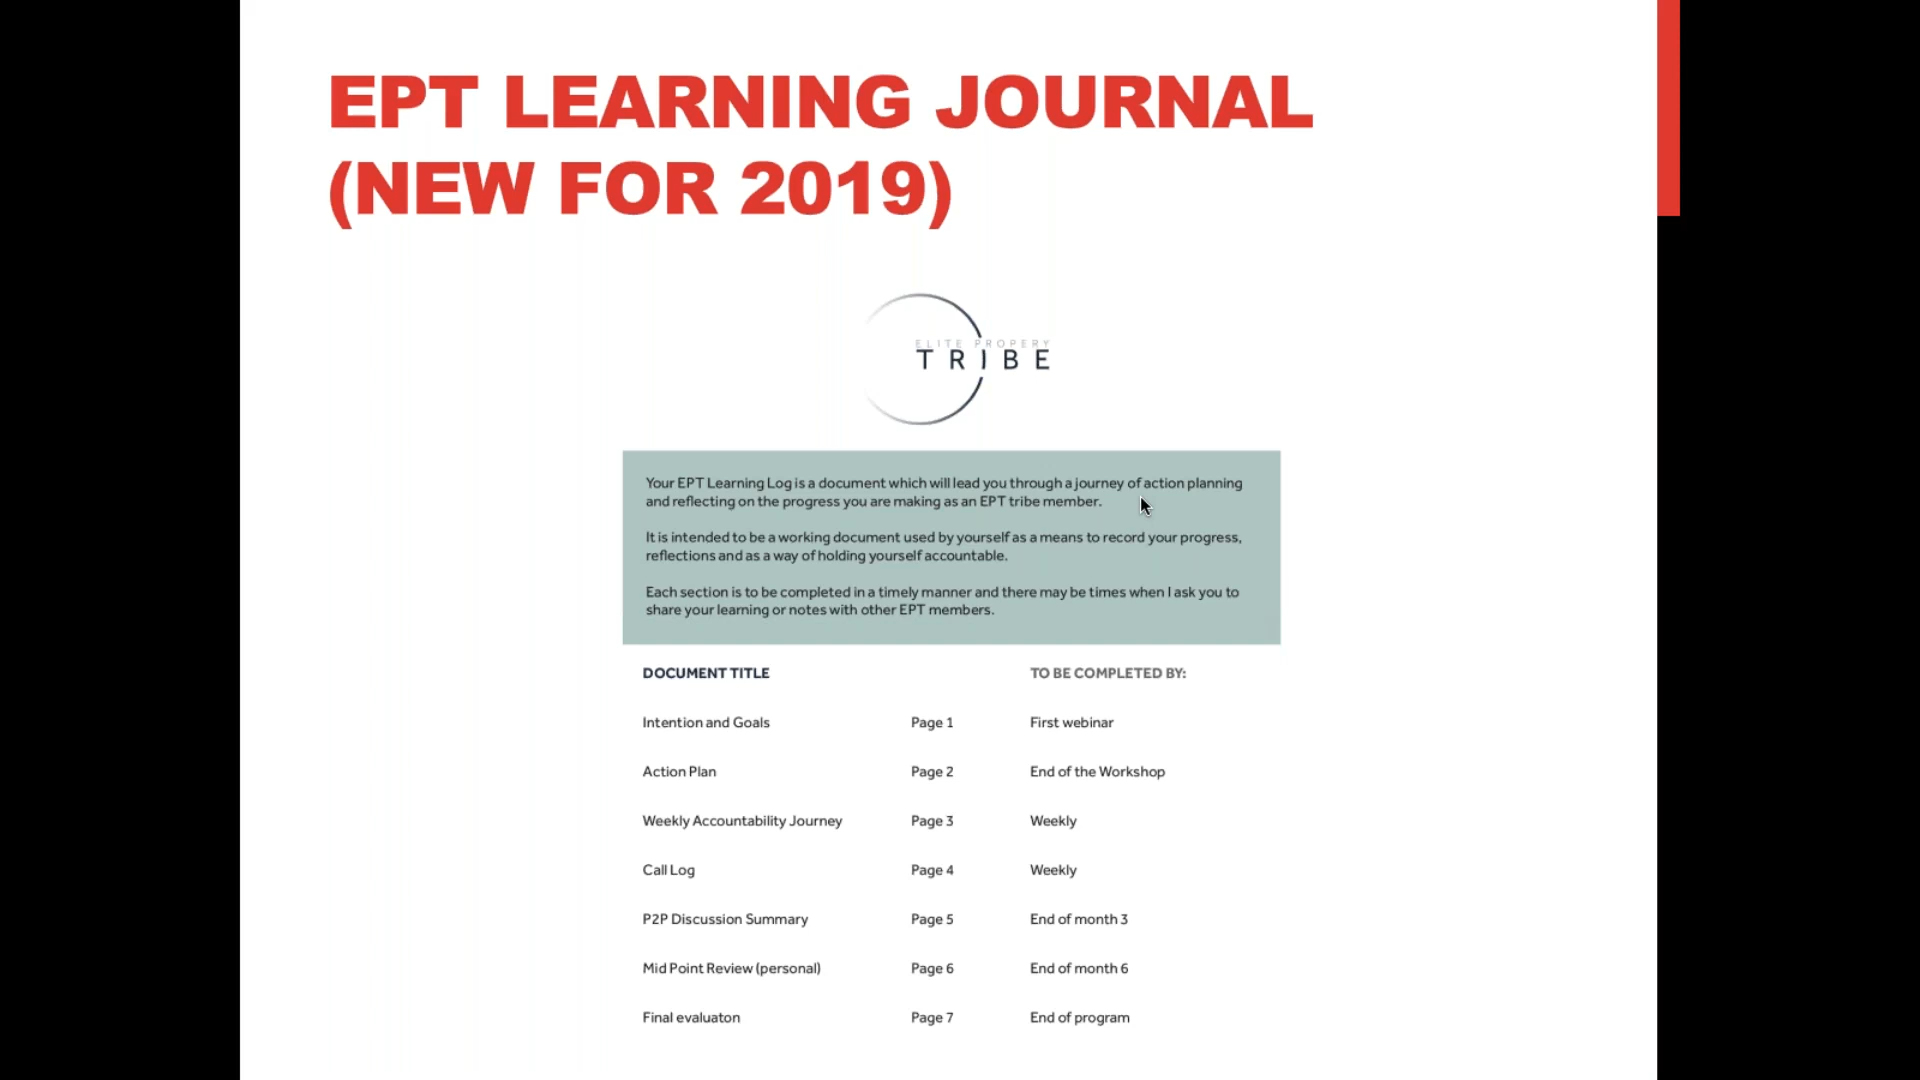 EPT LEARNING JOURNAL
(NEW FOR 2019)
ELITE PROPERY
TRIBE
Your EPT Learning Log is a document which will lead you through a journey of action planning
and reflecting on the progress you are making as an EPT tribe member.
It is intended to be a working document used by yourself as a means to record your progress,
reflections and as a way of holding yourself accountable.
Each section is to be completed in a timely manner and there may be times when I ask you to
share your learning or notes with other EPT members.
DOCUMENT TITLE TO BE COMPLETED BY:
Intention and Goals Page 1 First webinar
Action Plan Page 2 End of the Workshop
Weekly Accountability Journey Page 3 Weekly
Call Log Page 4 Weekly
P2P Discussion Summary Page 5 End of month 3
Mid Point Review (personal) Page 6 End of month 6
Final evaluaton Page 7 End of program